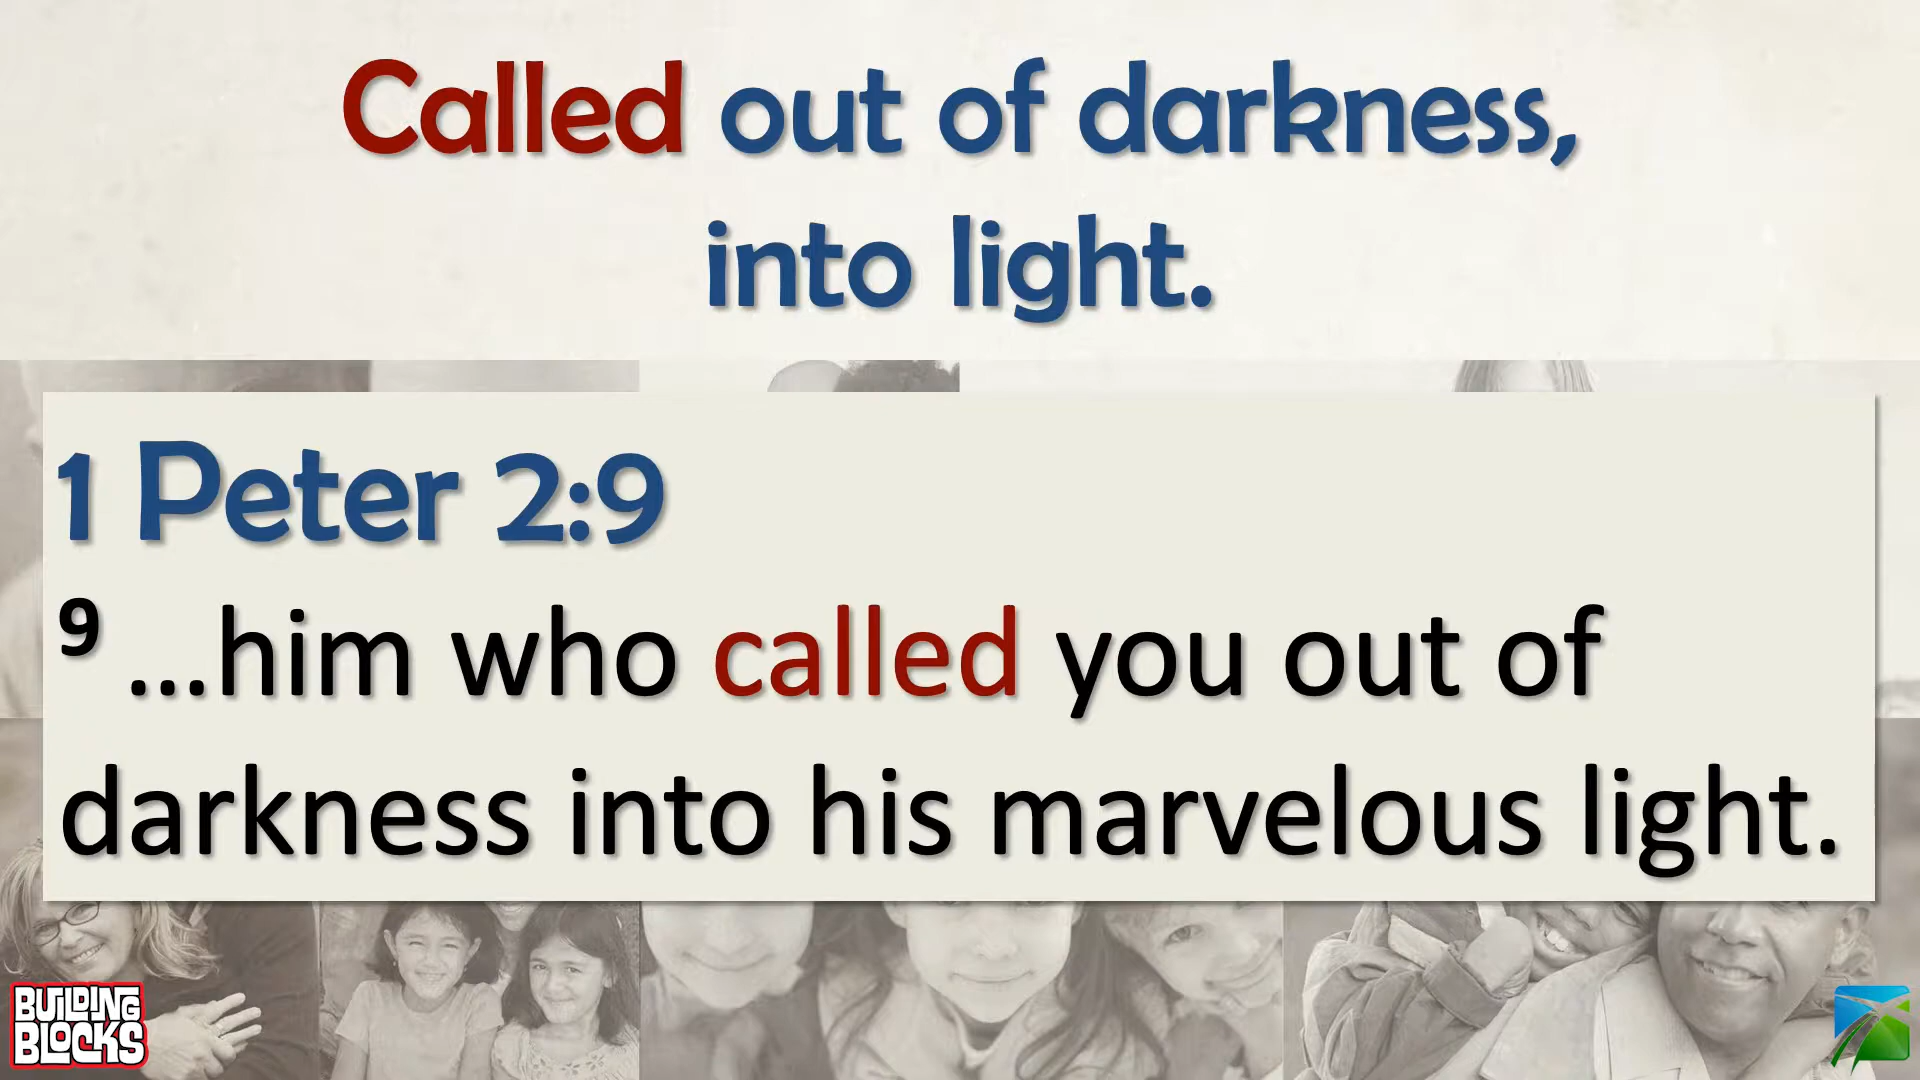 Called out of darkness,
into light.
1 Peter 2:9
9 ...him who called you out of
darkness into his marvelous light.
BUILDING
BLOCKS